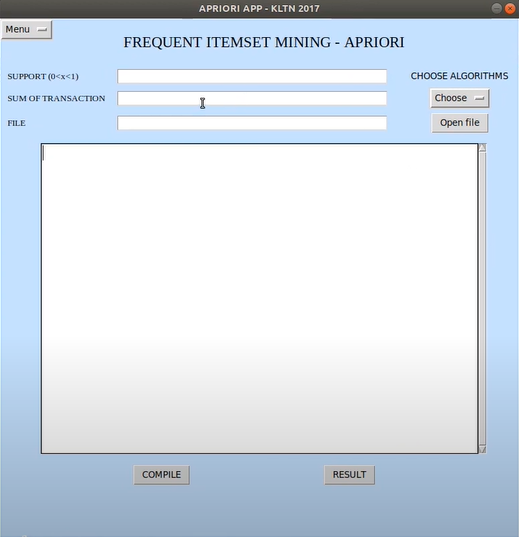 APRIORI APP - KLTN 2017
Menu
FREQUENT ITEMSET MINING - APRIORI
SUPPORT (0<x<1)
CHOOSE ALGORITHMS
SUM OF TRANSACTION
Choose
FILE
Open file
COMPILE
RESULT